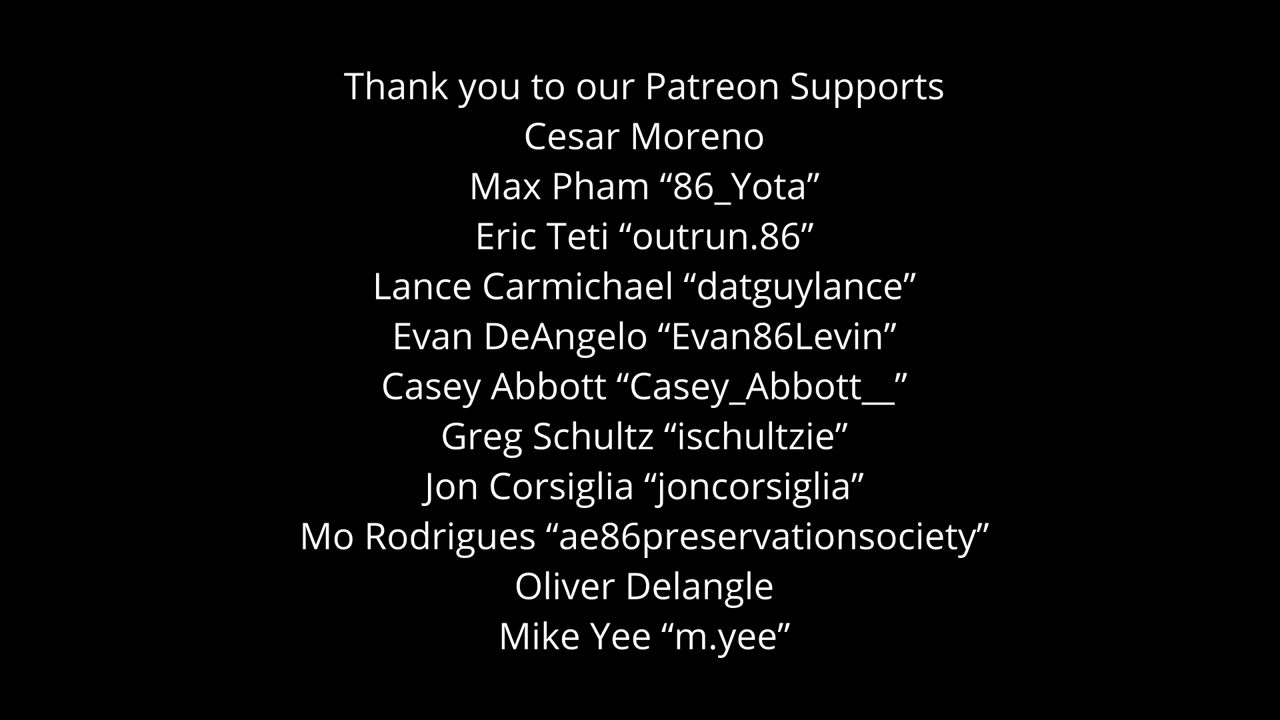 Thank you to our Patreon Supports
Cesar Moreno
Max Pham “86_Yota”
Eric Teti “outrun.86”
Lance Carmichael “datguylance”
Evan DeAngelo “Evan86Levin”
Casey Abbott “Casey_Abbott__”
Greg Schultz “ischultzie”
Jon Corsiglia “joncorsiglia”
Mo Rodrigues “ae86preservationsociety”
Oliver Delangle
Mike Yee “m.yee”